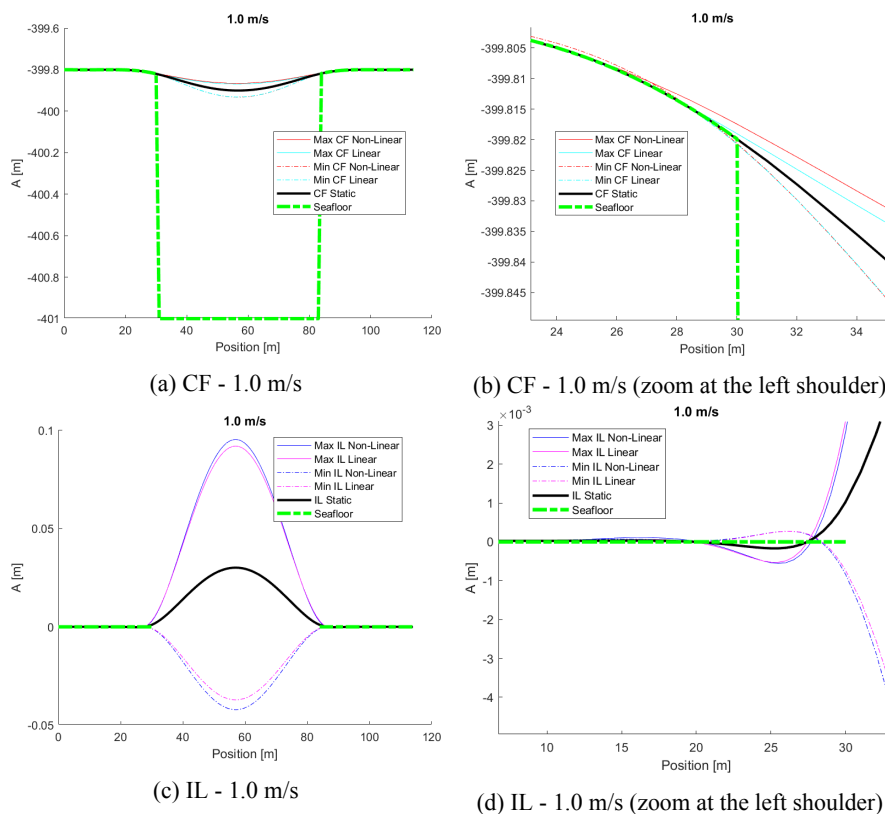 1.0 m/s
-399.6
-399.8
-400
-400.2
-400.4
-400.6
-400.8
-401
A [m]
Max CF Non-Linear
Max CF Linear
Min CF Non-Linear
Min CF Linear
CF Static
Seafloor
0 20 40 60 80 100 120
Position [m]
(a) CF - 1.0 m/s
1.0 m/s
-399.805
-399.81
-399.815
-399.82
-399.825
-399.83
-399.835
-399.84
-399.845
A [m]
Max CF Non-Linear
Max CF Linear
Min CF Non-Linear
Min CF Linear
CF Static
Seafloor
24 26 28 30 32 34
Position [m]
(b) CF - 1.0 m/s (zoom at the left shoulder)
1.0 m/s
0.1
0.05
0
-0.05
A [m]
Max IL Non-Linear
Max IL Linear
Min IL Non-Linear
Min IL Linear
IL Static
Seafloor
0 20 40 60 80 100 120
Position [m]
(c) IL - 1.0 m/s
1.0 m/s
×10-3
3
2
1
0
-1
-2
-3
-4
A [m]
Max IL Non-Linear
Max IL Linear
Min IL Non-Linear
Min IL Linear
IL Static
Seafloor
10 15 20 25 30
Position [m]
(d) IL - 1.0 m/s (zoom at the left shoulder)